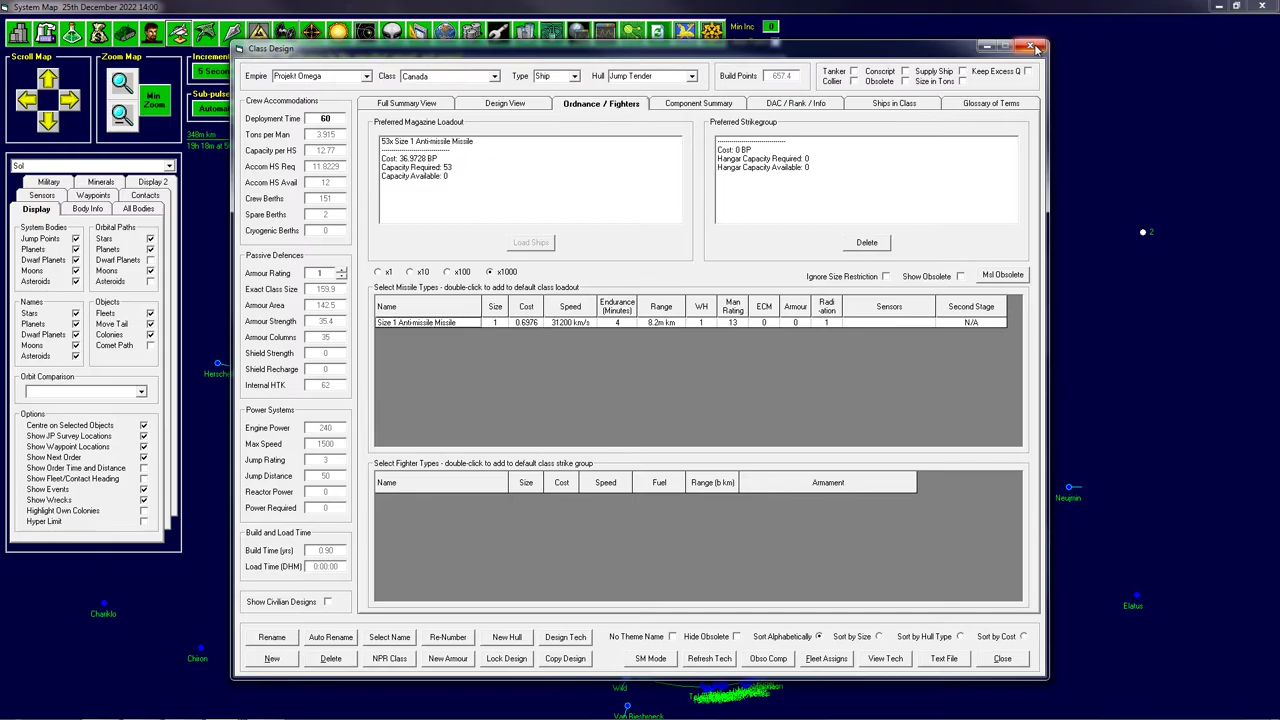 System Map  25th December 2022 14:00
Min Inc 0
Scroll Map
Zoom Map
Min Zoom
Increment
5 Secon
Sub-pulse
Automat
348m km
19h 18m at 50
Sol
Military
Minerals
Display 2
Sensors
Waypoints
Contacts
Display
Body Info
All Bodies
System Bodies
Jump Points
Planets
Dwarf Planets
Moons
Asteroids
Orbital Paths
Stars
Planets
Dwarf Planets
Moons
Asteroids
Names
Stars
Planets
Dwarf Planets
Moons
Asteroids
Objects
Fleets
Move Tail
Colonies
Comet Path
Orbit Comparison
Options
Centre on Selected Objects
Show JP Survey Locations
Show Waypoint Locations
Show Next Order
Show Order Time and Distance
Show Fleet/Contact Heading
Show Events
Show Wrecks
Highlight Own Colonies
Hyper Limit
Class Design
Empire Projekt Omega
Class Canada
Type Ship
Hull Jump Tender
Build Points 657.4
Tanker
Conscript
Supply Ship
Keep Excess Q
Collier
Obsolete
Size in Tons
Crew Accommodations
Deployment Time 60
Tons per Man 3.915
Capacity per HS 12.77
Accom HS Req 11.8229
Accom HS Avail 12
Crew Berths 151
Spare Berths 2
Cryogenic Berths 0
Passive Defences
Armour Rating 1
Exact Class Size 159.9
Armour Area 142.5
Armour Strength 35.4
Armour Columns 35
Shield Strength 0
Shield Recharge 0
Internal HTK 62
Power Systems
Engine Power 240
Max Speed 1500
Jump Rating 3
Jump Distance 50
Reactor Power 0
Power Required 0
Build and Load Time
Build Time (yrs) 0.90
Load Time (DHM) 0:00:00
Show Civilian Designs
Full Summary View
Design View
Ordnance / Fighters
Component Summary
DAC / Rank / Info
Ships in Class
Glossary of Terms
Preferred Magazine Loadout
53x Size 1 Anti-missile Missile
------------------------------
Cost: 36.9728 BP
Capacity Required: 53
Capacity Available: 0
Load Ships
Preferred Strikegroup
------------------------------
Cost: 0 BP
Hangar Capacity Required: 0
Hangar Capacity Available: 0
Delete
x1
x10
x100
x1000
Ignore Size Restriction
Show Obsolete
Msl Obsolete
Select Missile Types - double-click to add to default class loadout
Name Size Cost Speed Endurance (Minutes) Range WH Man Rating ECM Armour Radi -ation Sensors Second Stage
Size 1 Anti-missile Missile 1 0.6976 31200 km/s 4 8.2m km 1 13 0 0 1 N/A
Select Fighter Types - double-click to add to default class strike group
Name Size Cost Speed Fuel Range (b km) Armament
Rename
Auto Rename
Select Name
Re-Number
New Hull
Design Tech
No Theme Name
Hide Obsolete
Sort Alphabetically
Sort by Size
Sort by Hull Type
Sort by Cost
New
Delete
NPR Class
New Armour
Lock Design
Copy Design
SM Mode
Refresh Tech
Obso Comp
Fleet Assigns
View Tech
Text File
Close
2
Hersche
Neujmin
Elatus
Chariklo
Chiron
Wild
Van Biesbroeck